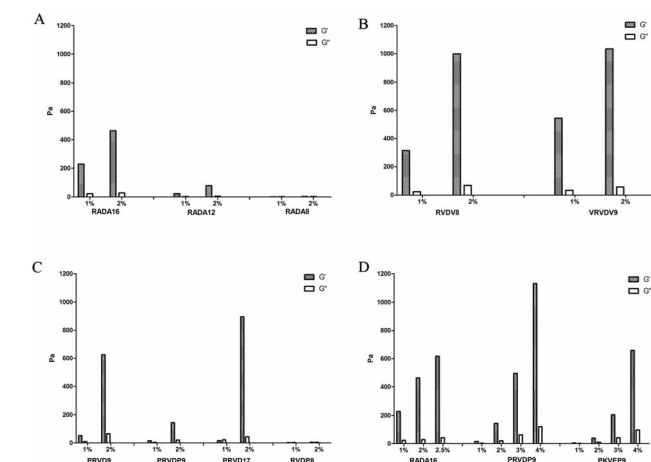 A
1200
1000
800
600
400
200
0
Pa
G'
G"
1% 2% 1% 2% 1% 2%
RADA16 RADA12 RADA8
B
1200
1000
800
600
400
200
0
Pa
G'
G"
1% 2% 1% 2%
RVDV8 VRVDV9
C
1200
1000
800
600
400
200
0
Pa
G'
G"
1% 2% 1% 2% 1% 2% 1% 2%
PRVD9 PRVDP9 PRVD17 RVDP8
D
1200
1000
800
600
400
200
0
Pa
G'
G"
1% 2% 2.5% 1% 2% 3% 4% 1% 2% 3% 4%
RADA16 PRVDP9 PKVEP9